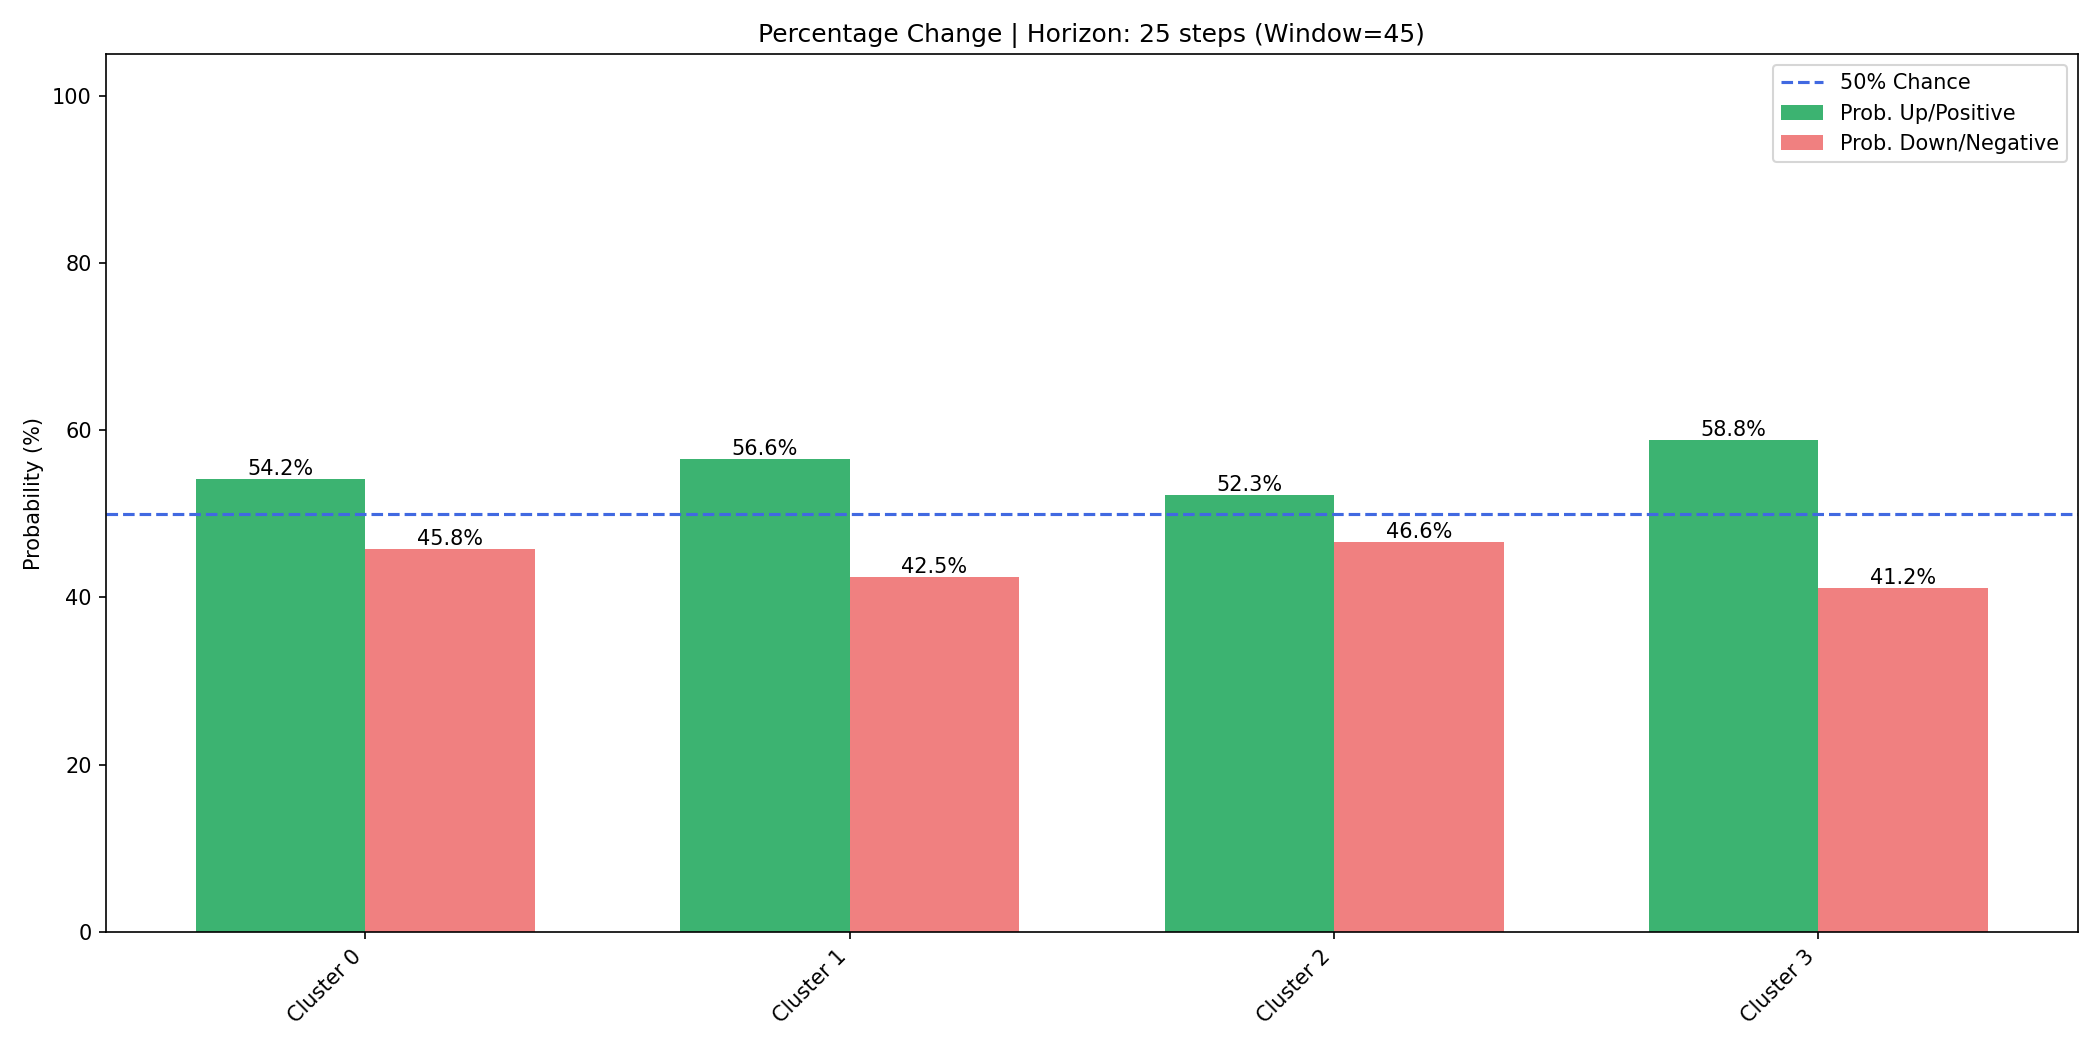 Percentage Change | Horizon: 25 steps (Window=45)
50% Chance
Prob. Up/Positive
Prob. Down/Negative
Probability (%)
100
80
60
40
20
0
54.2%
45.8%
56.6%
42.5%
52.3%
46.6%
58.8%
41.2%
Cluster 0
Cluster 1
Cluster 2
Cluster 3